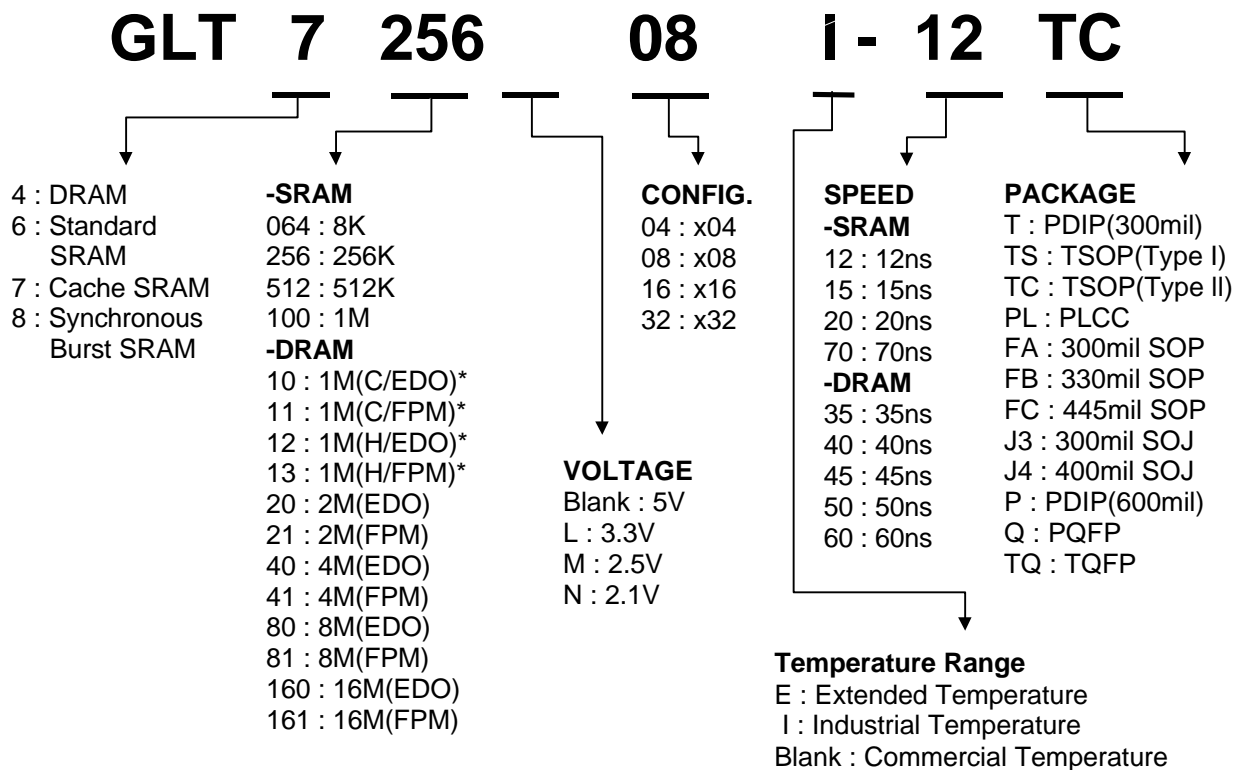 GLT 7 256 08 I - 12 TC
4 : DRAM
6 : Standard
SRAM
7 : Cache SRAM
8 : Synchronous
Burst SRAM
-SRAM
064 : 8K
256 : 256K
512 : 512K
100 : 1M
-DRAM
10 : 1M(C/EDO)*
11 : 1M(C/FPM)*
12 : 1M(H/EDO)*
13 : 1M(H/FPM)*
20 : 2M(EDO)
21 : 2M(FPM)
40 : 4M(EDO)
41 : 4M(FPM)
80 : 8M(EDO)
81 : 8M(FPM)
160 : 16M(EDO)
161 : 16M(FPM)
VOLTAGE
Blank : 5V
L : 3.3V
M : 2.5V
N : 2.1V
CONFIG.
04 : x04
08 : x08
16 : x16
32 : x32
SPEED
-SRAM
12 : 12ns
15 : 15ns
20 : 20ns
70 : 70ns
-DRAM
35 : 35ns
40 : 40ns
45 : 45ns
50 : 50ns
60 : 60ns
PACKAGE
T : PDIP(300mil)
TS : TSOP(Type I)
TC : TSOP(Type ll)
PL : PLCC
FA : 300mil SOP
FB : 330mil SOP
FC : 445mil SOP
J3 : 300mil SOJ
J4 : 400mil SOJ
P : PDIP(600mil)
Q : PQFP
TQ : TQFP
Temperature Range
E : Extended Temperature
I : Industrial Temperature
Blank : Commercial Temperature